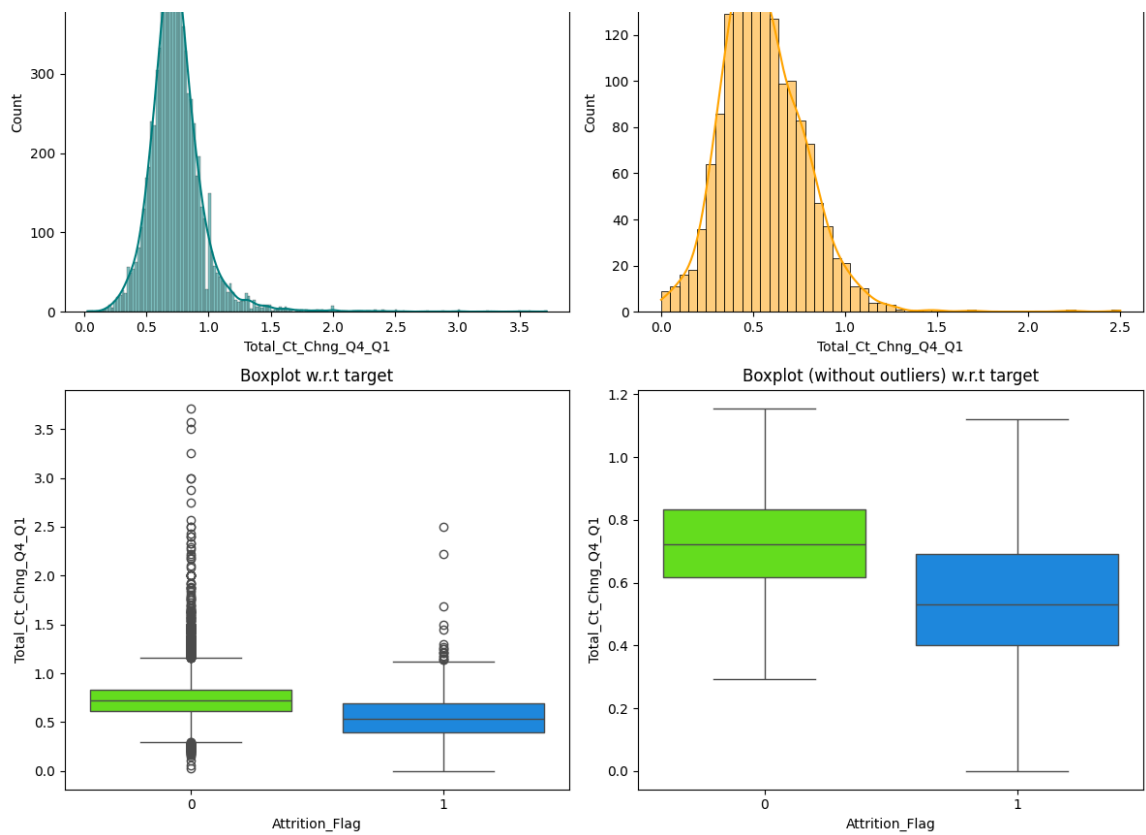 300
200
100
0
Count
0.0 0.5 1.0 1.5 2.0 2.5 3.0 3.5
Total_Ct_Chng_Q4_Q1
120
100
80
60
40
20
0
Count
0.0 0.5 1.0 1.5 2.0 2.5
Total_Ct_Chng_Q4_Q1
Boxplot w.r.t target
3.5
3.0
2.5
2.0
1.5
1.0
0.5
0.0
Total_Ct_Chng_Q4_Q1
0 1
Attrition_Flag
Boxplot (without outliers) w.r.t target
1.2
1.0
0.8
0.6
0.4
0.2
0.0
Total_Ct_Chng_Q4_Q1
0 1
Attrition_Flag